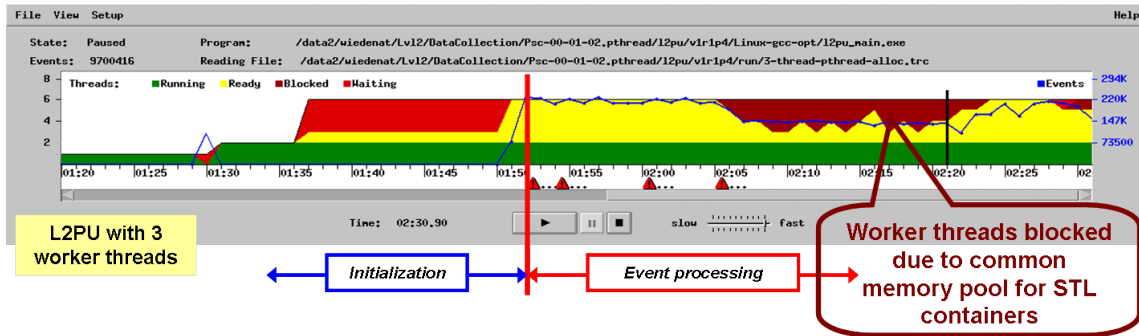 File View Setup Help
State: Paused Program: /data2/wiedenat/Lvl2/DataCollection/Psc-00-01-02.pthread/l2pu/v1r1p4/Linux-gcc-opt/l2pu_main.exe
Events: 9700416 Reading File: /data2/wiedenat/Lvl2/DataCollection/Psc-00-01-02.pthread/l2pu/v1r1p4/run/3-thread-pthread-alloc.trc
8 Threads: Running Ready Blocked Waiting Events 294K
6 220K
4 147K
2 73500
01:20 01:25 01:30 01:35 01:40 01:45 01:50 01:55 02:00 02:05 02:10 02:15 02:20 02:25 02
... ... ... ...
Time: 02:30.90 slow fast
L2PU with 3
worker threads
Initialization
Event processing
Worker threads blocked
due to common
memory pool for STL
containers